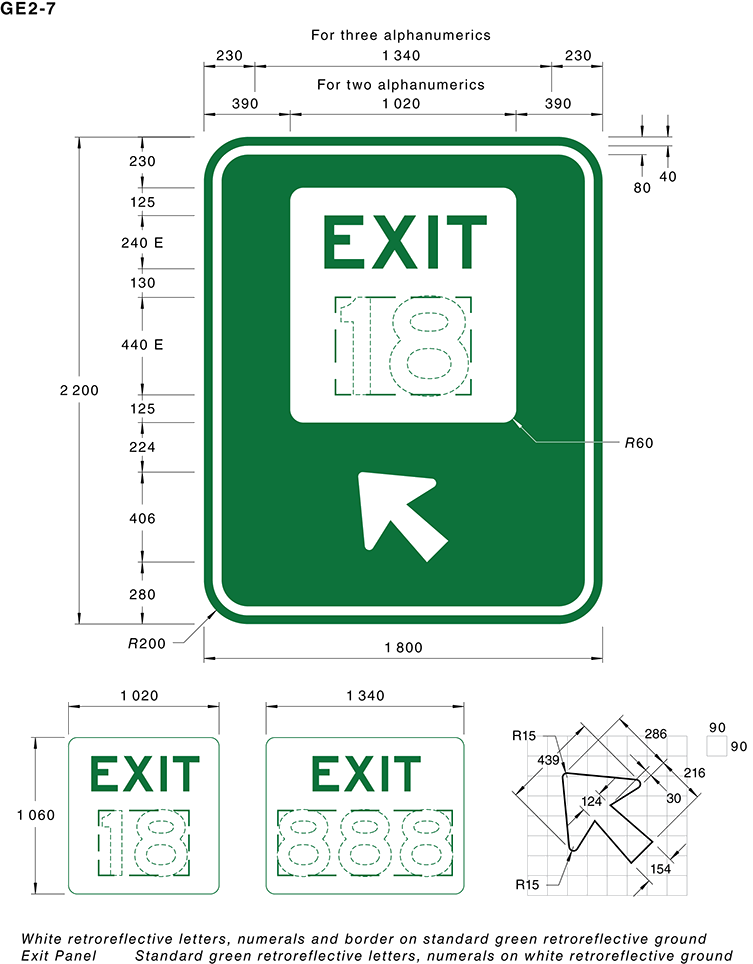 GE2-7
For three alphanumerics
230 1 340 230
For two alphanumerics
390 1 020 390
230
80 40
125
240 E
130
440 E
125
224
406
280
2 200
EXIT
18
R60
R200
1 800
1 020
1 340
1 060
EXIT
18
EXIT
888
R15
439
286
216
90
90
30
124
154
R15
White retroreflective letters, numerals and border on standard green retroreflective ground
Exit Panel Standard green retroreflective letters, numerals on white retroreflective ground